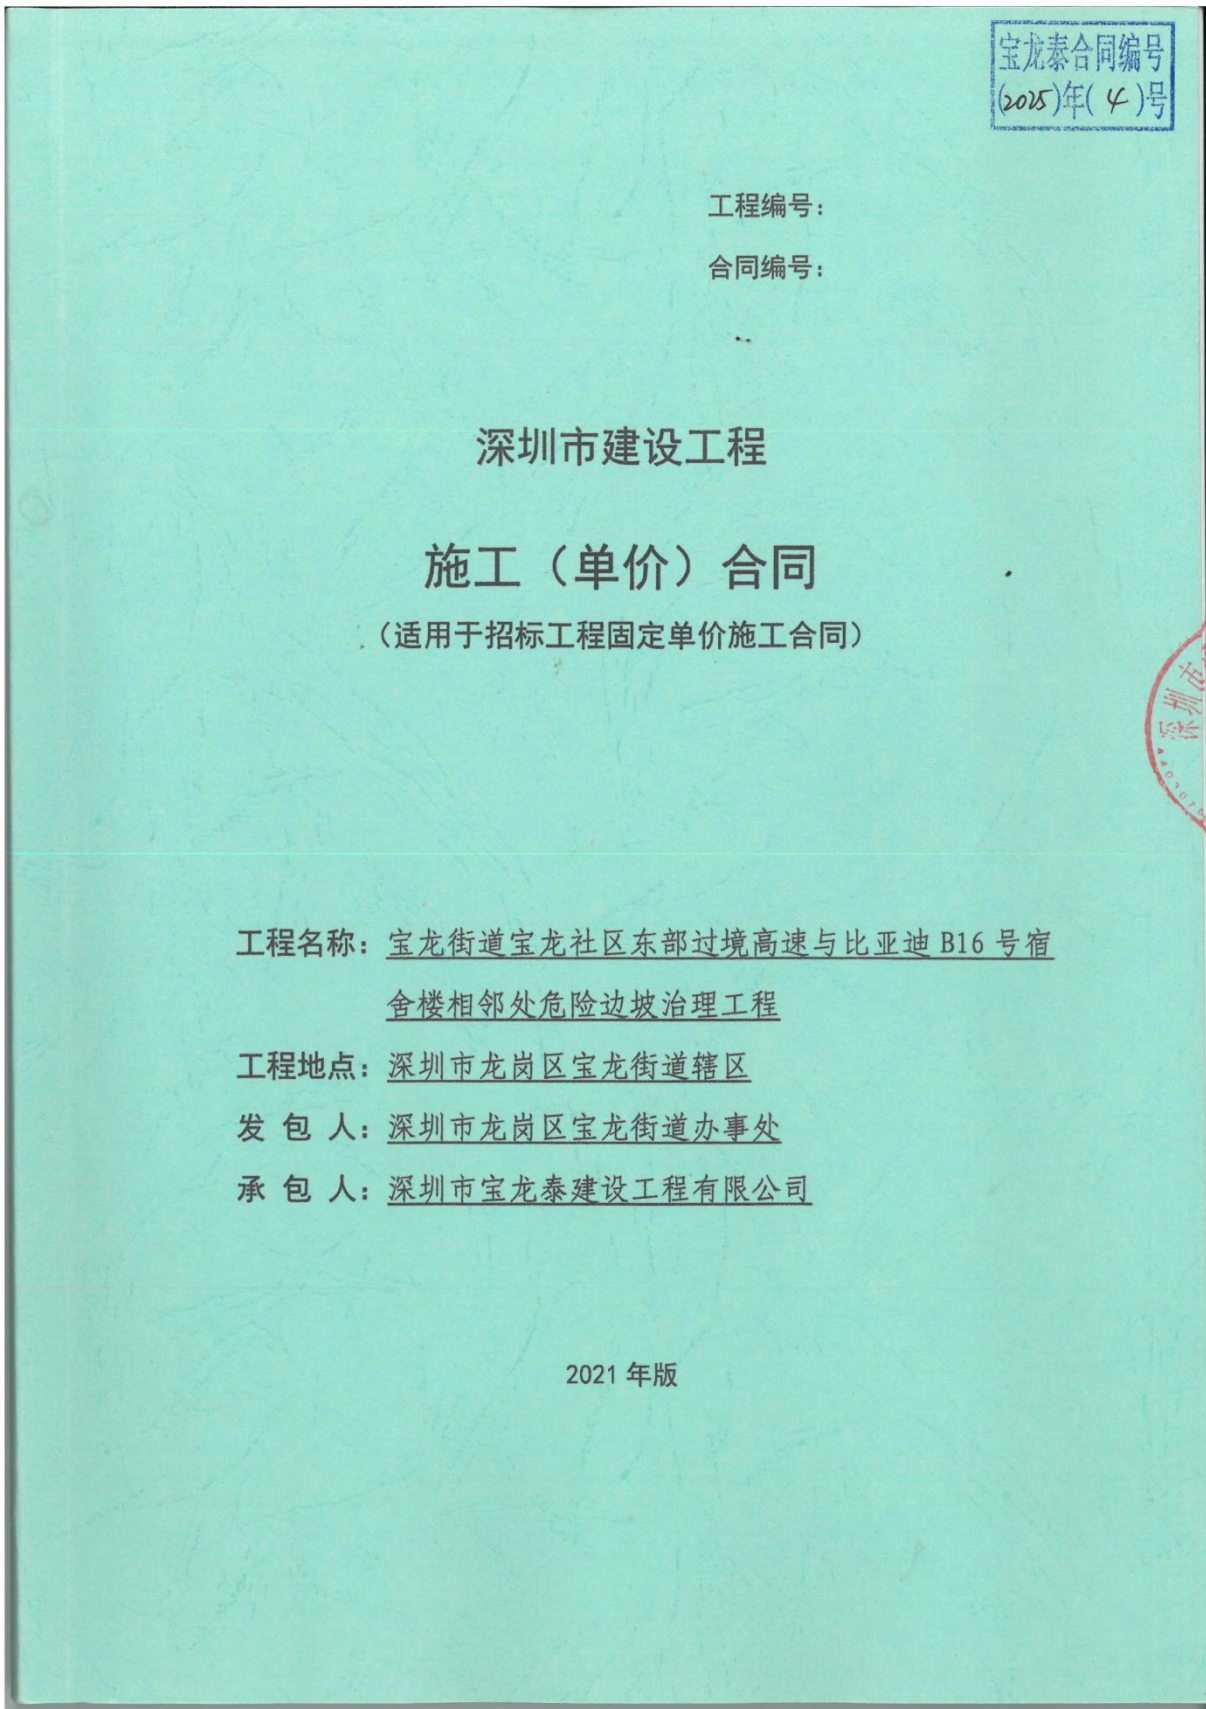 宝龙泰合同编号
(2025)年(4)号
工程编号：
合同编号：
深圳市建设工程
施工（单价）合同
（适用于招标工程固定单价施工合同）
深圳市
工程名称：宝龙街道宝龙社区东部过境高速与比亚迪 B16 号宿
舍楼相邻处危险边坡治理工程
工程地点：深圳市龙岗区宝龙街道辖区
发 包 人：深圳市龙岗区宝龙街道办事处
承 包 人：深圳市宝龙泰建设工程有限公司
2021 年版